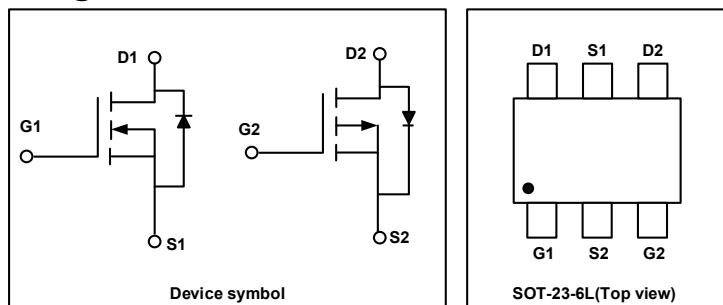 D1
D2
G1
G2
S1
S2
Device symbol
D1 S1 D2
G1 S2 G2
SOT-23-6L(Top view)